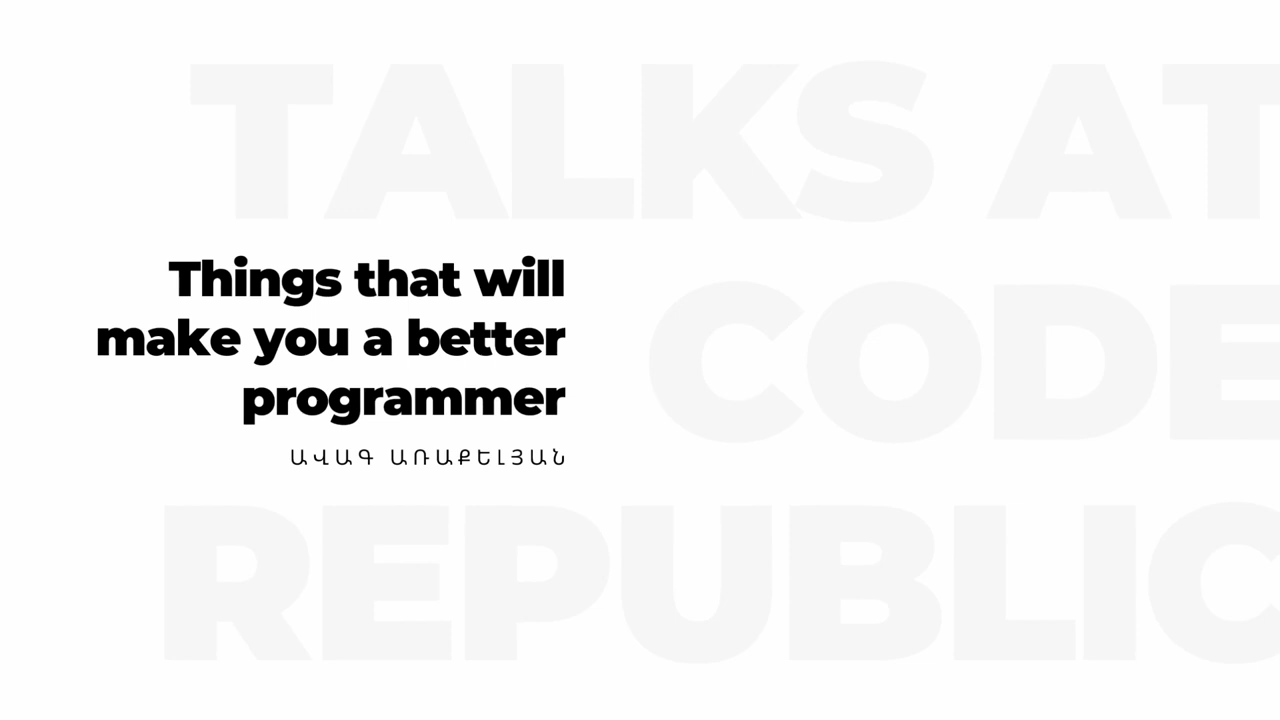 TALKS AT
Things that will
make you a better
programmer
ԱՎԱԳ ԱՌԱՔԵԼՅԱՆ
CODE
REPUBLIC